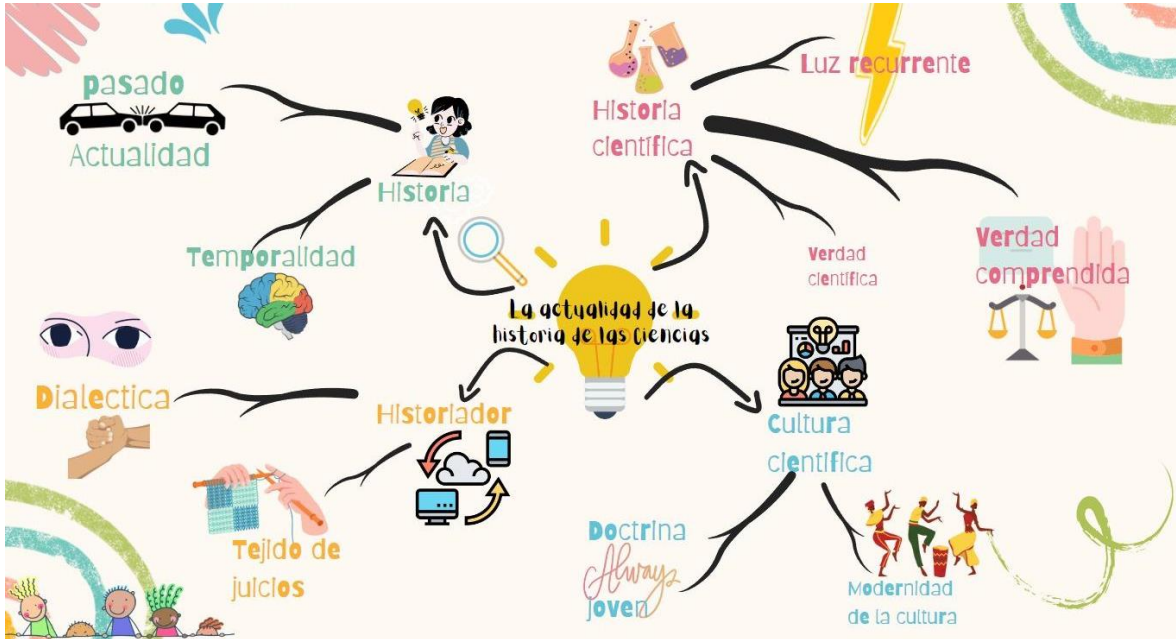 pasado
Actualidad
Historia
Temporalidad
Historia
científica
Luz recurrente
Verdad
científica
Verdad
comprendida
La actualidad de la
historia de las Ciencias
Dialectica
Historiador
Tejido de
juicios
Cultura
científica
Doctrina
Always
joven
Modernidad
de la cultura